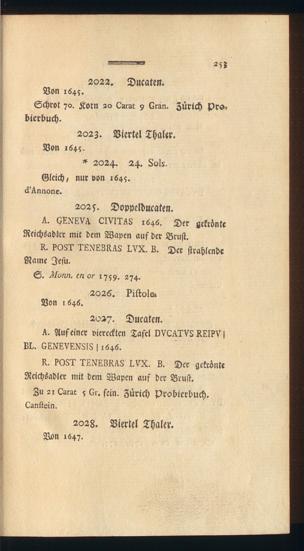 253
2022. Ducaten.
Von 1645.
Schrot 70. Korn 20 Carat 9 Grän. Zürich Pro-
bierbuch.
2023. Viertel Thaler.
Von 1645.
* 2024. 24. Sols.
Gleich, nur von 1645.
d'Annone.
2025. Doppelducaten.
A. GENEVA CIVITAS 1646. Der gekrönte
Reichsadler mit dem Wapen auf der Brust.
R. POST TENEBRAS LVX. B. Der strahlende
Name Jesu.
S. Monn. en or 1759. 274.
2026. Pistole.
Von 1646.
2027. Ducaten.
A. Auf einer viereckten Tafel DVCATVS REIPV |
BL. GENEVENSIS | 1646.
R. POST TENEBRAS LVX. B. Der gekrönte
Reichsadler mit dem Wapen auf der Brust.
Zu 21 Carat 5 Gr. fein. Zürich Probierbuch.
Canstein.
2028. Viertel Thaler.
Von 1647.